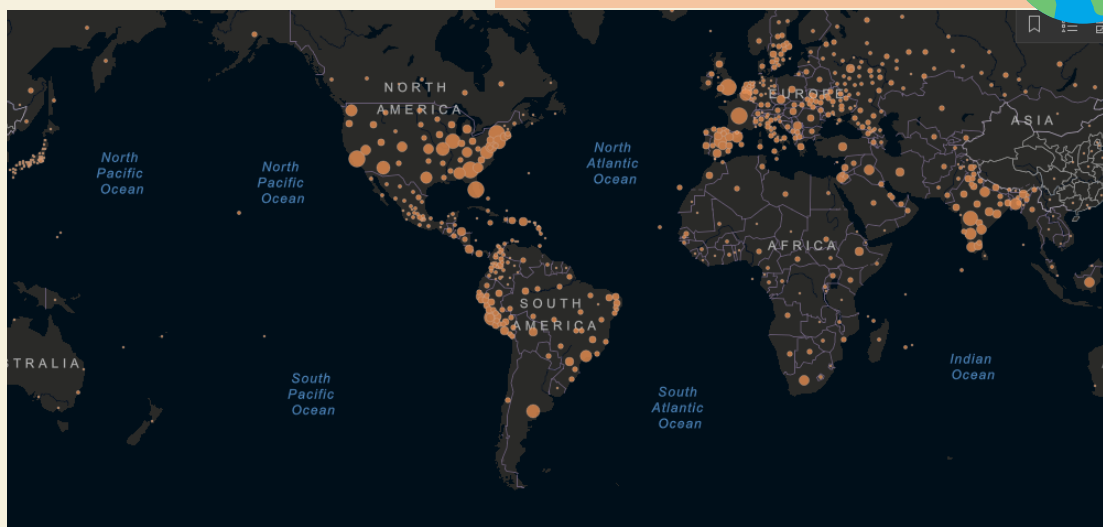 NORTH
AMERICA
EUROPE
ASIA
North
Pacific
Ocean
North
Pacific
Ocean
North
Atlantic
Ocean
AFRICA
SOUTH
AMERICA
STRALIA
South
Pacific
Ocean
South
Atlantic
Ocean
Indian
Ocean